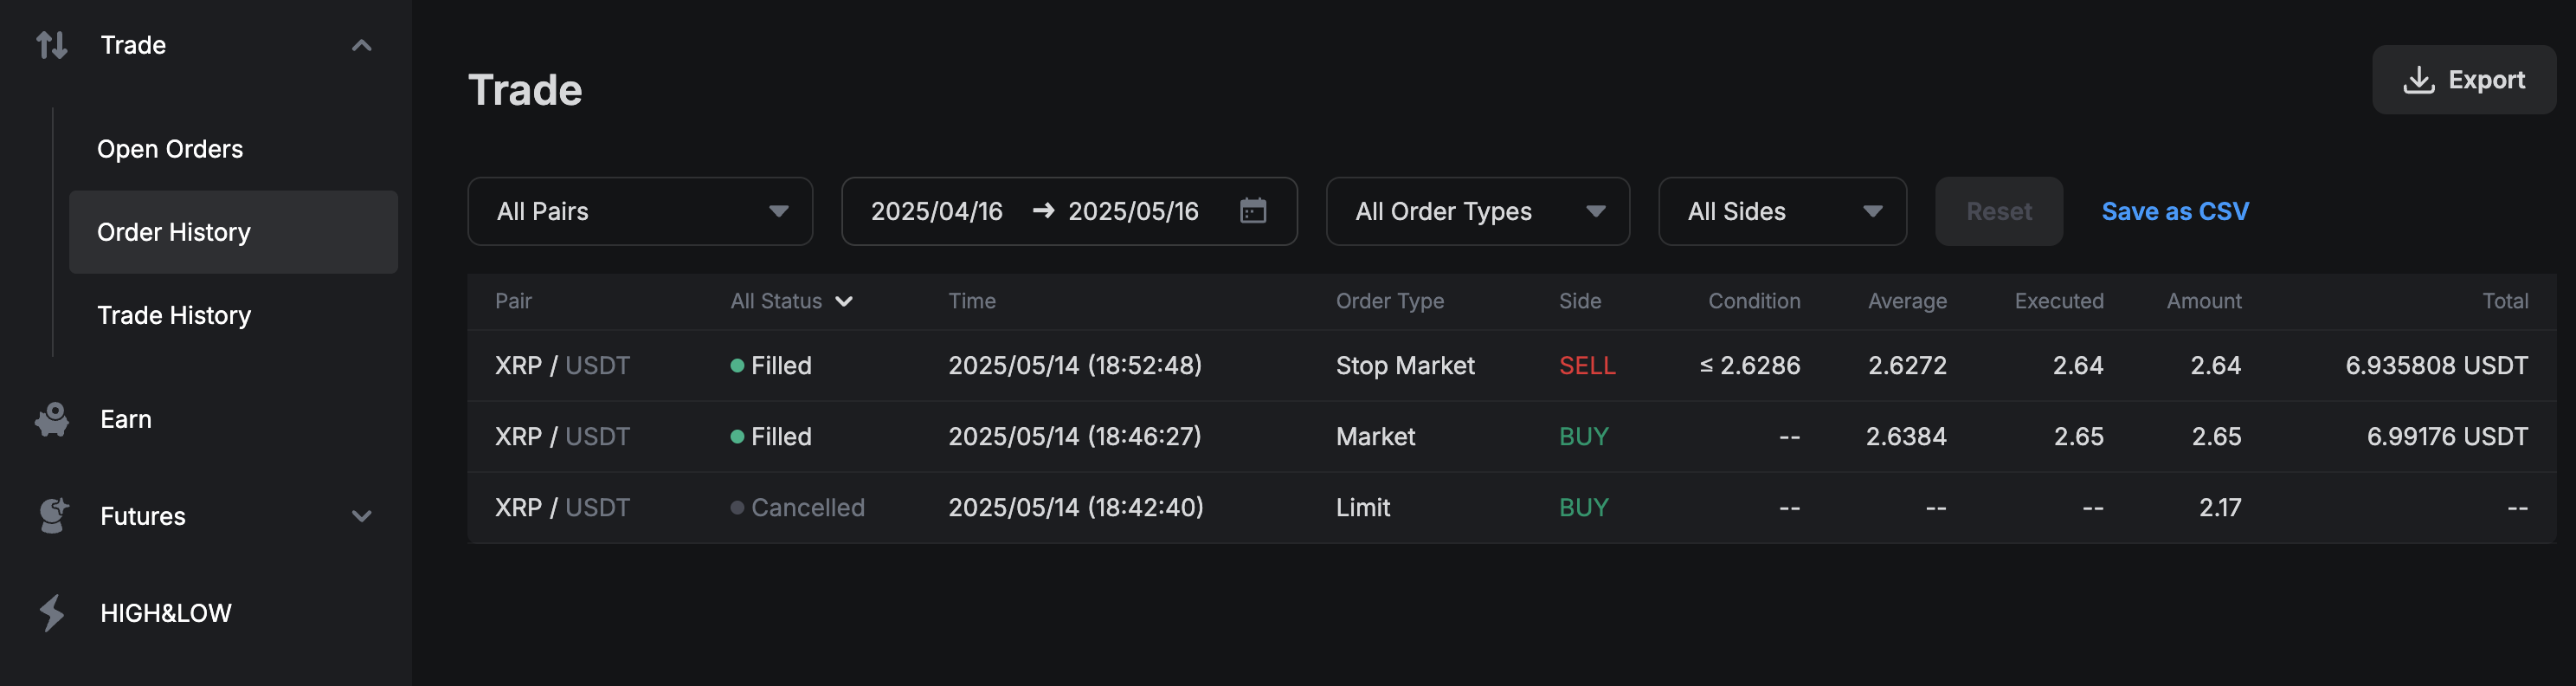 Trade
Open Orders
Order History
Trade History
Earn
Futures
HIGH&LOW
Trade
Export
All Pairs 2025/04/16 → 2025/05/16 All Order Types All Sides Reset Save as CSV
Pair All Status Time Order Type Side Condition Average Executed Amount Total
XRP / USDT Filled 2025/05/14 (18:52:48) Stop Market SELL ≤ 2.6286 2.6272 2.64 2.64 6.935808 USDT
XRP / USDT Filled 2025/05/14 (18:46:27) Market BUY -- 2.6384 2.65 2.65 6.99176 USDT
XRP / USDT Cancelled 2025/05/14 (18:42:40) Limit BUY -- -- -- 2.17 --